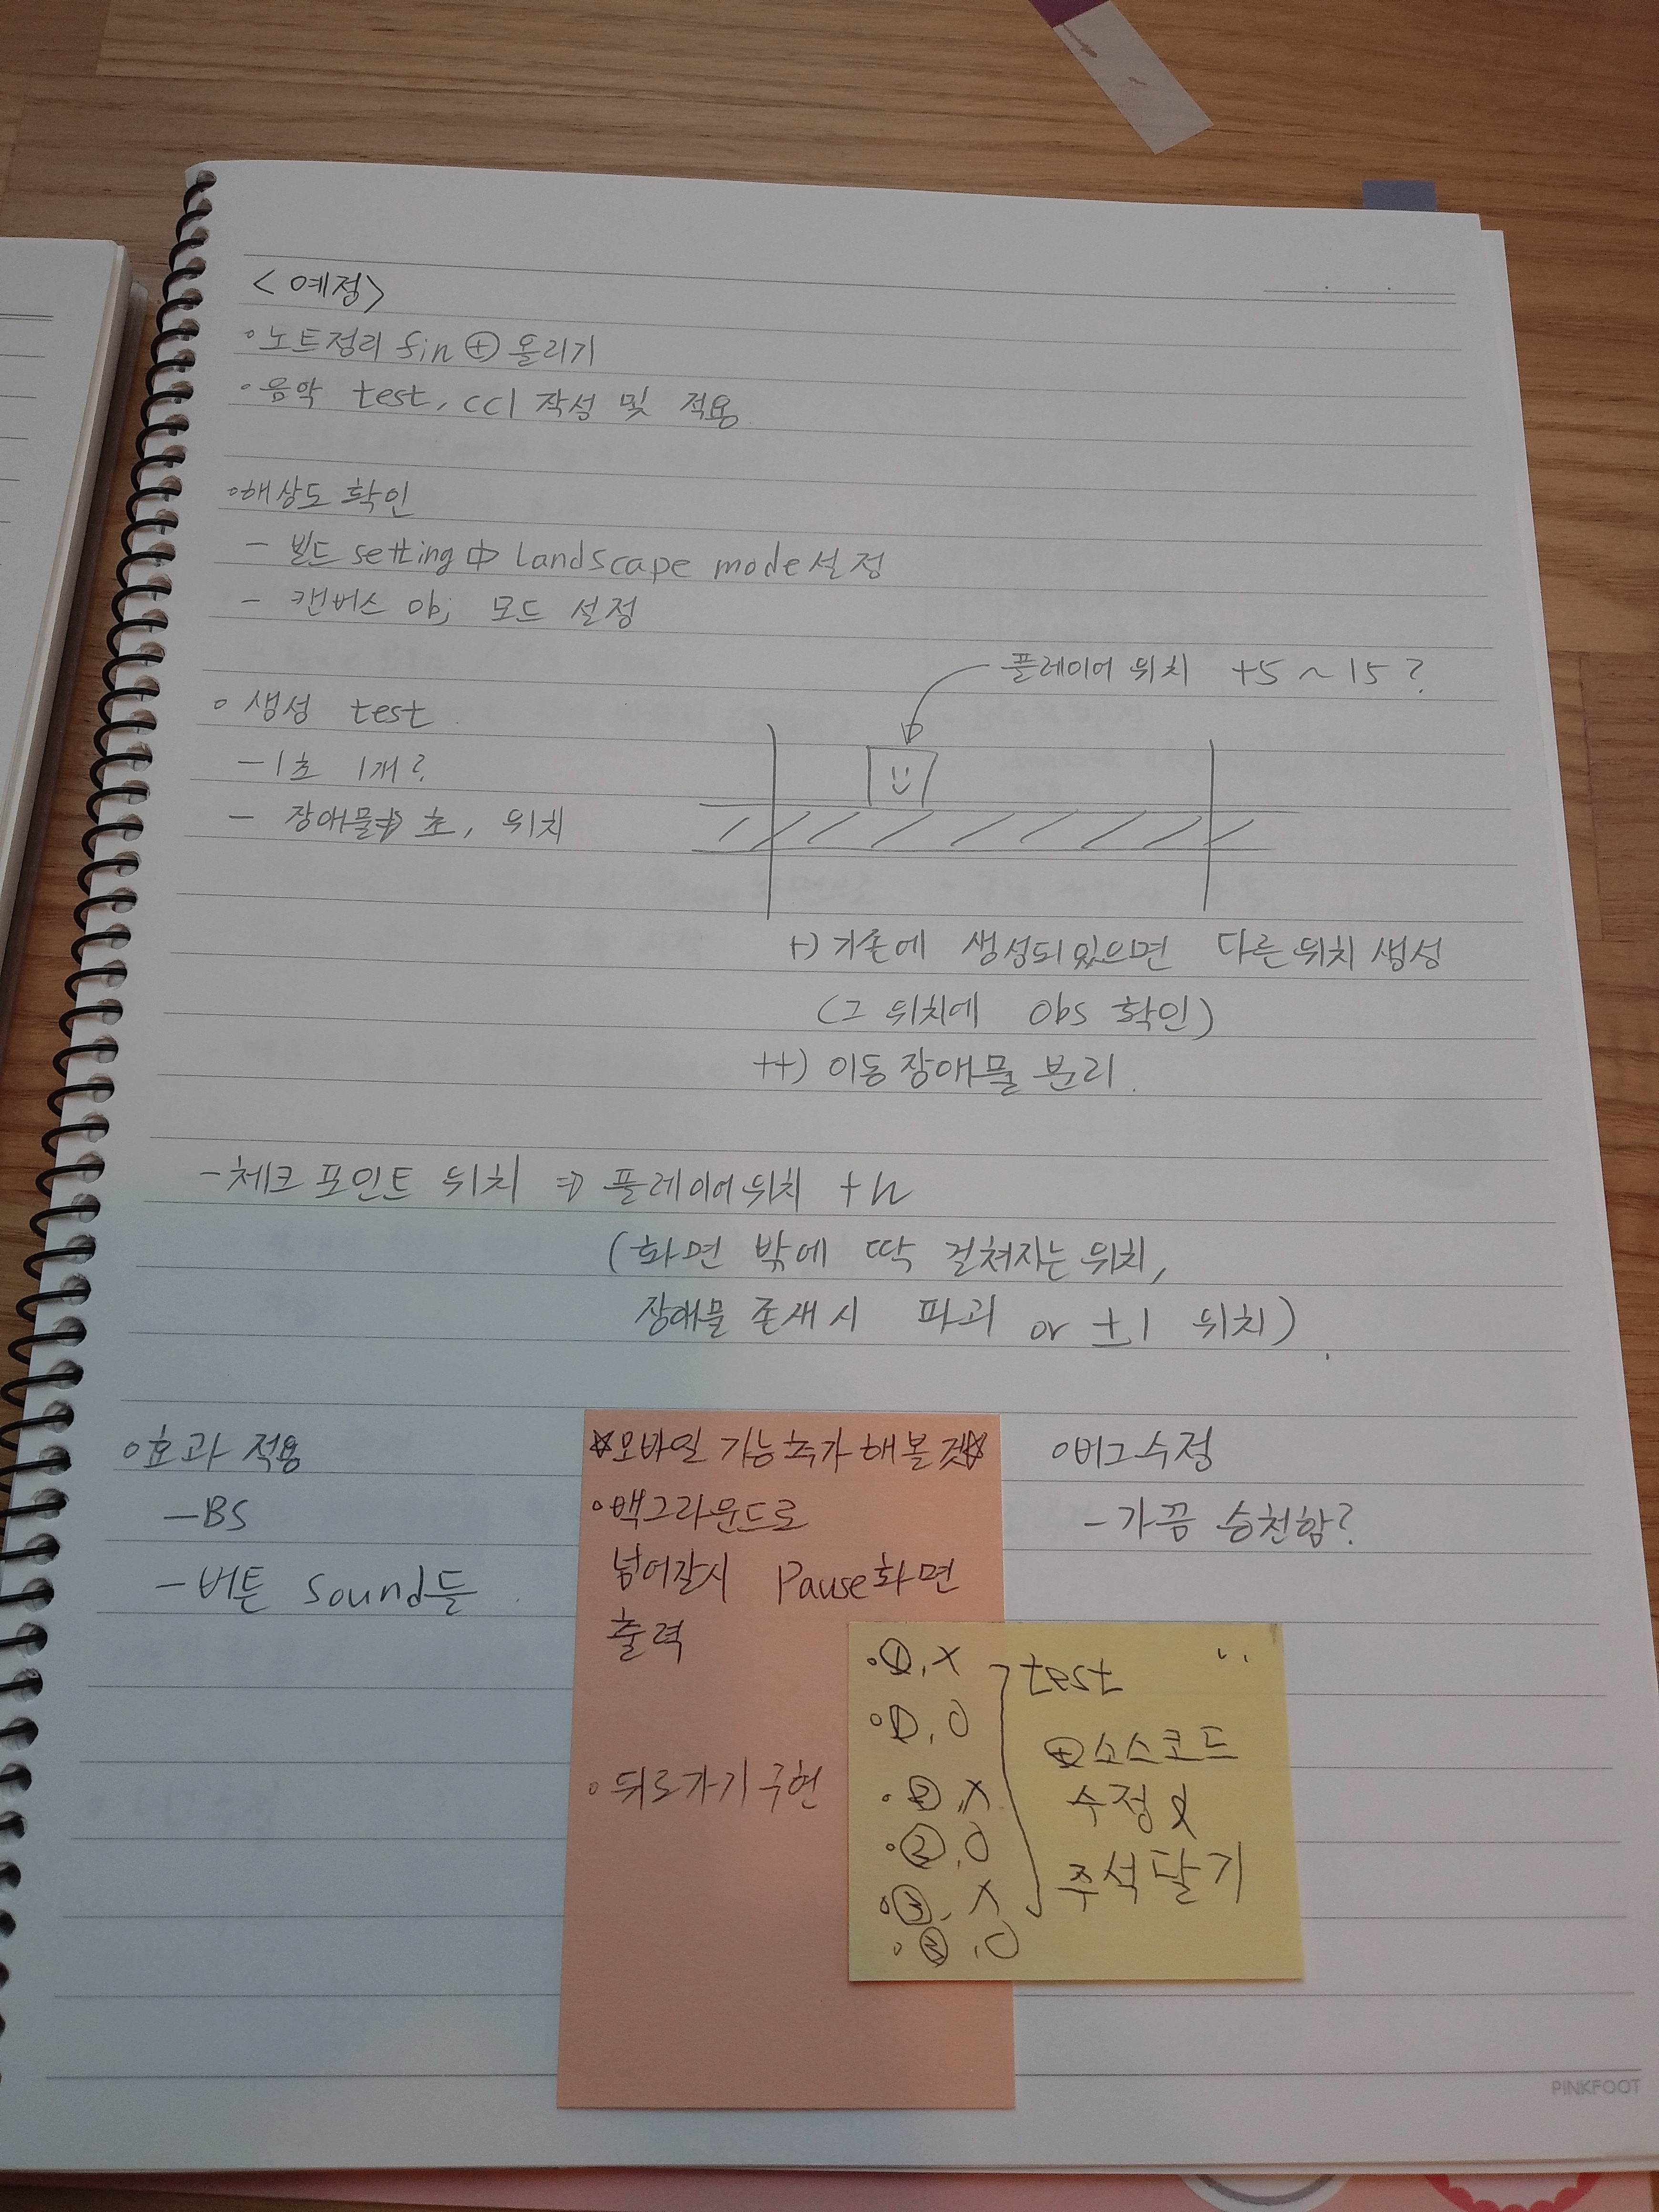 <예정>
◦노트정리 fin ⊕ 올리기
◦음악 test, ccl 작성 및 적용
◦해상도 확인
- 빌드 setting ⇒ Landscape mode 설정
- 캔버스 obj 모드 설정
플레이어 위치 +5 ~ 15 ?
◦ 생성 test
- 1초 1개?
- 장애물⇒ 초, 위치
+) 기존에 생성되있으면 다른위치 생성
(그 위치에 obs 확인)
++) 이동장애물 분리.
- 체크포인트 위치 ⇒ 플레이어위치 +n
(화면 밖에 딱 걸쳐지는 위치,
장애물 존재시 파괴 or ±1 위치)
◦효과 적용
- BS
- 버튼 Sound들
☆모바일 기능추가 해볼것☆
◦백그라운드로
넘어갈시 Pause화면
출력
◦ 뒤로가기 구현
◦버그수정
- 가끔 승천함?
◦①, X
◦①, O
◦②, X
◦②, O
◦③, X
◦③, O
test
⊕소스코드
수정 &
주석달기
PINKFOOT